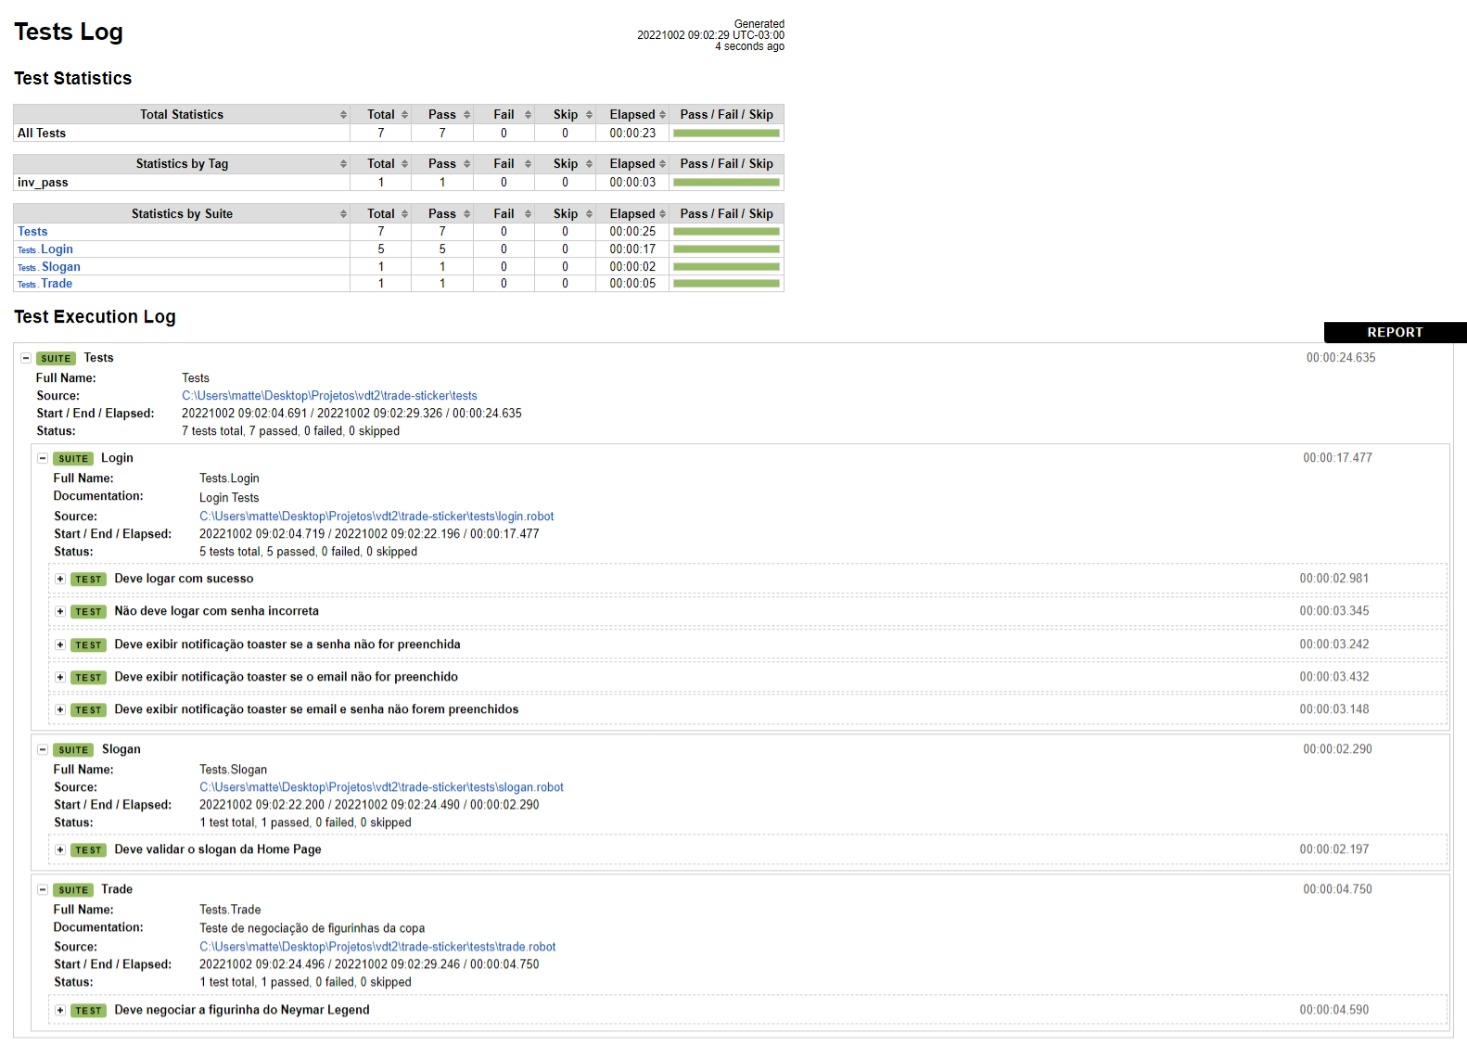 Tests Log
Generated
20221002 09:02:29 UTC-03:00
4 seconds ago
Test Statistics
Total Statistics Total Pass Fail Skip Elapsed Pass / Fail / Skip
All Tests 7 7 0 0 00:00:23
Statistics by Tag Total Pass Fail Skip Elapsed Pass / Fail / Skip
inv_pass 1 1 0 0 00:00:03
Statistics by Suite Total Pass Fail Skip Elapsed Pass / Fail / Skip
Tests 7 7 0 0 00:00:25
Tests . Login 5 5 0 0 00:00:17
Tests . Slogan 1 1 0 0 00:00:02
Tests . Trade 1 1 0 0 00:00:05
Test Execution Log
REPORT
SUITE Tests 00:00:24.635
Full Name: Tests
Source: C:\Users\matte\Desktop\Projetos\vdt2\trade-sticker\tests
Start / End / Elapsed: 20221002 09:02:04.691 / 20221002 09:02:29.326 / 00:00:24.635
Status: 7 tests total, 7 passed, 0 failed, 0 skipped
SUITE Login 00:00:17.477
Full Name: Tests.Login
Documentation: Login Tests
Source: C:\Users\matte\Desktop\Projetos\vdt2\trade-sticker\tests\login.robot
Start / End / Elapsed: 20221002 09:02:04.719 / 20221002 09:02:22.196 / 00:00:17.477
Status: 5 tests total, 5 passed, 0 failed, 0 skipped
TEST Deve logar com sucesso 00:00:02.981
TEST Não deve logar com senha incorreta 00:00:03.345
TEST Deve exibir notificação toaster se a senha não for preenchida 00:00:03.242
TEST Deve exibir notificação toaster se o email não for preenchido 00:00:03.432
TEST Deve exibir notificação toaster se email e senha não forem preenchidos 00:00:03.148
SUITE Slogan 00:00:02.290
Full Name: Tests.Slogan
Source: C:\Users\matte\Desktop\Projetos\vdt2\trade-sticker\tests\slogan.robot
Start / End / Elapsed: 20221002 09:02:22.200 / 20221002 09:02:24.490 / 00:00:02.290
Status: 1 test total, 1 passed, 0 failed, 0 skipped
TEST Deve validar o slogan da Home Page 00:00:02.197
SUITE Trade 00:00:04.750
Full Name: Tests.Trade
Documentation: Teste de negociação de figurinhas da copa
Source: C:\Users\matte\Desktop\Projetos\vdt2\trade-sticker\tests\trade.robot
Start / End / Elapsed: 20221002 09:02:24.496 / 20221002 09:02:29.246 / 00:00:04.750
Status: 1 test total, 1 passed, 0 failed, 0 skipped
TEST Deve negociar a figurinha do Neymar Legend 00:00:04.590